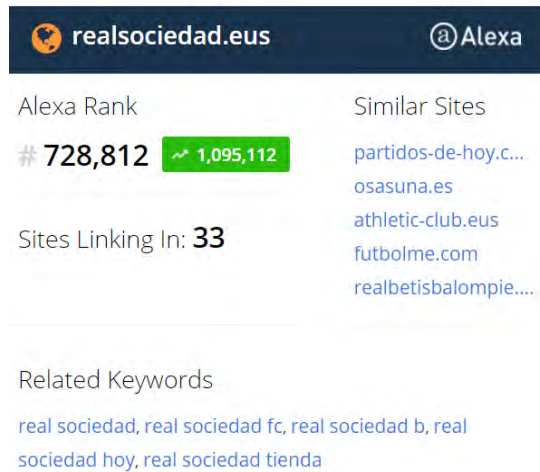 realsociedad.eus
@Alexa
Alexa Rank
# 728,812 1,095,112
Sites Linking In: 33
Similar Sites
partidos-de-hoy.c...
osasuna.es
athletic-club.eus
futbolme.com
realbetisbalompie....
Related Keywords
real sociedad, real sociedad fc, real sociedad b, real
sociedad hoy, real sociedad tienda